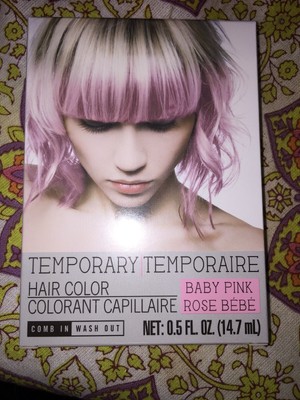 TEMPORARY TEMPORAIRE
HAIR COLOR BABY PINK
COLORANT CAPILLAIRE ROSE BÉBÉ
COMB IN WASH OUT NET: 0.5 FL. OZ. (14.7 mL)